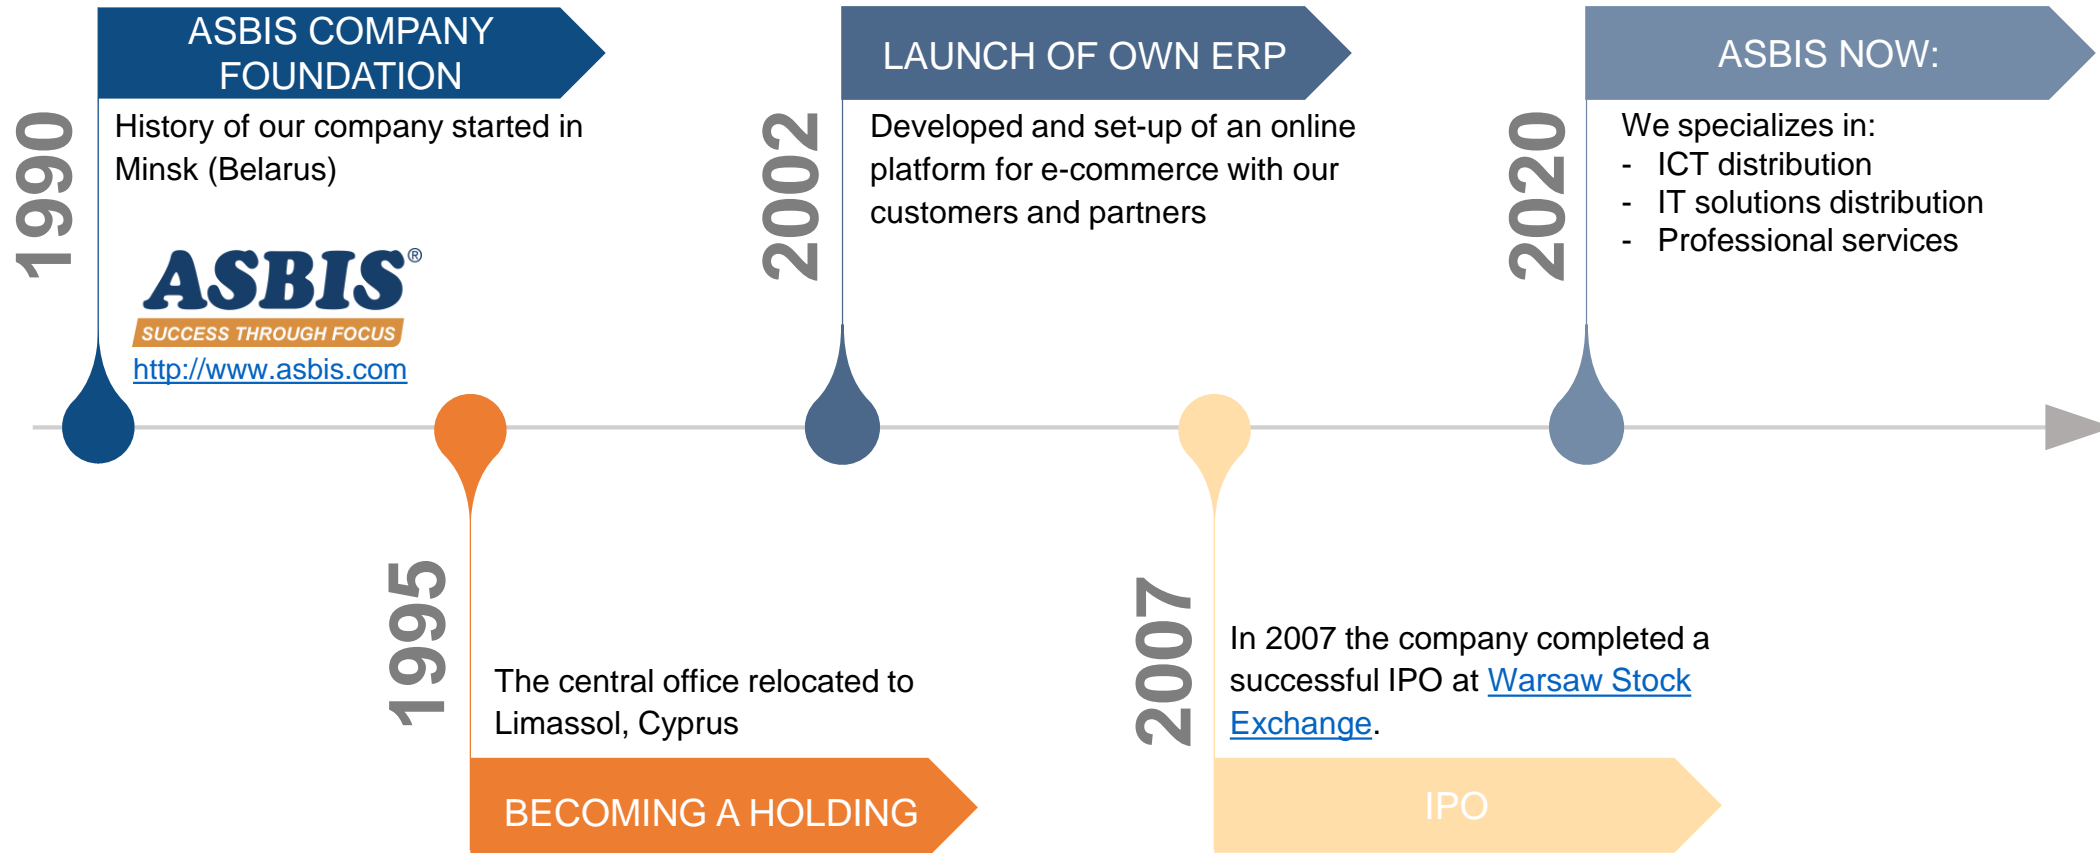 ASBIS COMPANY
FOUNDATION
1990
History of our company started in
Minsk (Belarus)
ASBIS®
SUCCESS THROUGH FOCUS
http://www.asbis.com
1995
The central office relocated to
Limassol, Cyprus
BECOMING A HOLDING
LAUNCH OF OWN ERP
2002
Developed and set-up of an online
platform for e-commerce with our
customers and partners
2007
In 2007 the company completed a
successful IPO at Warsaw Stock
Exchange.
IPO
ASBIS NOW:
2020
We specializes in:
- ICT distribution
- IT solutions distribution
- Professional services